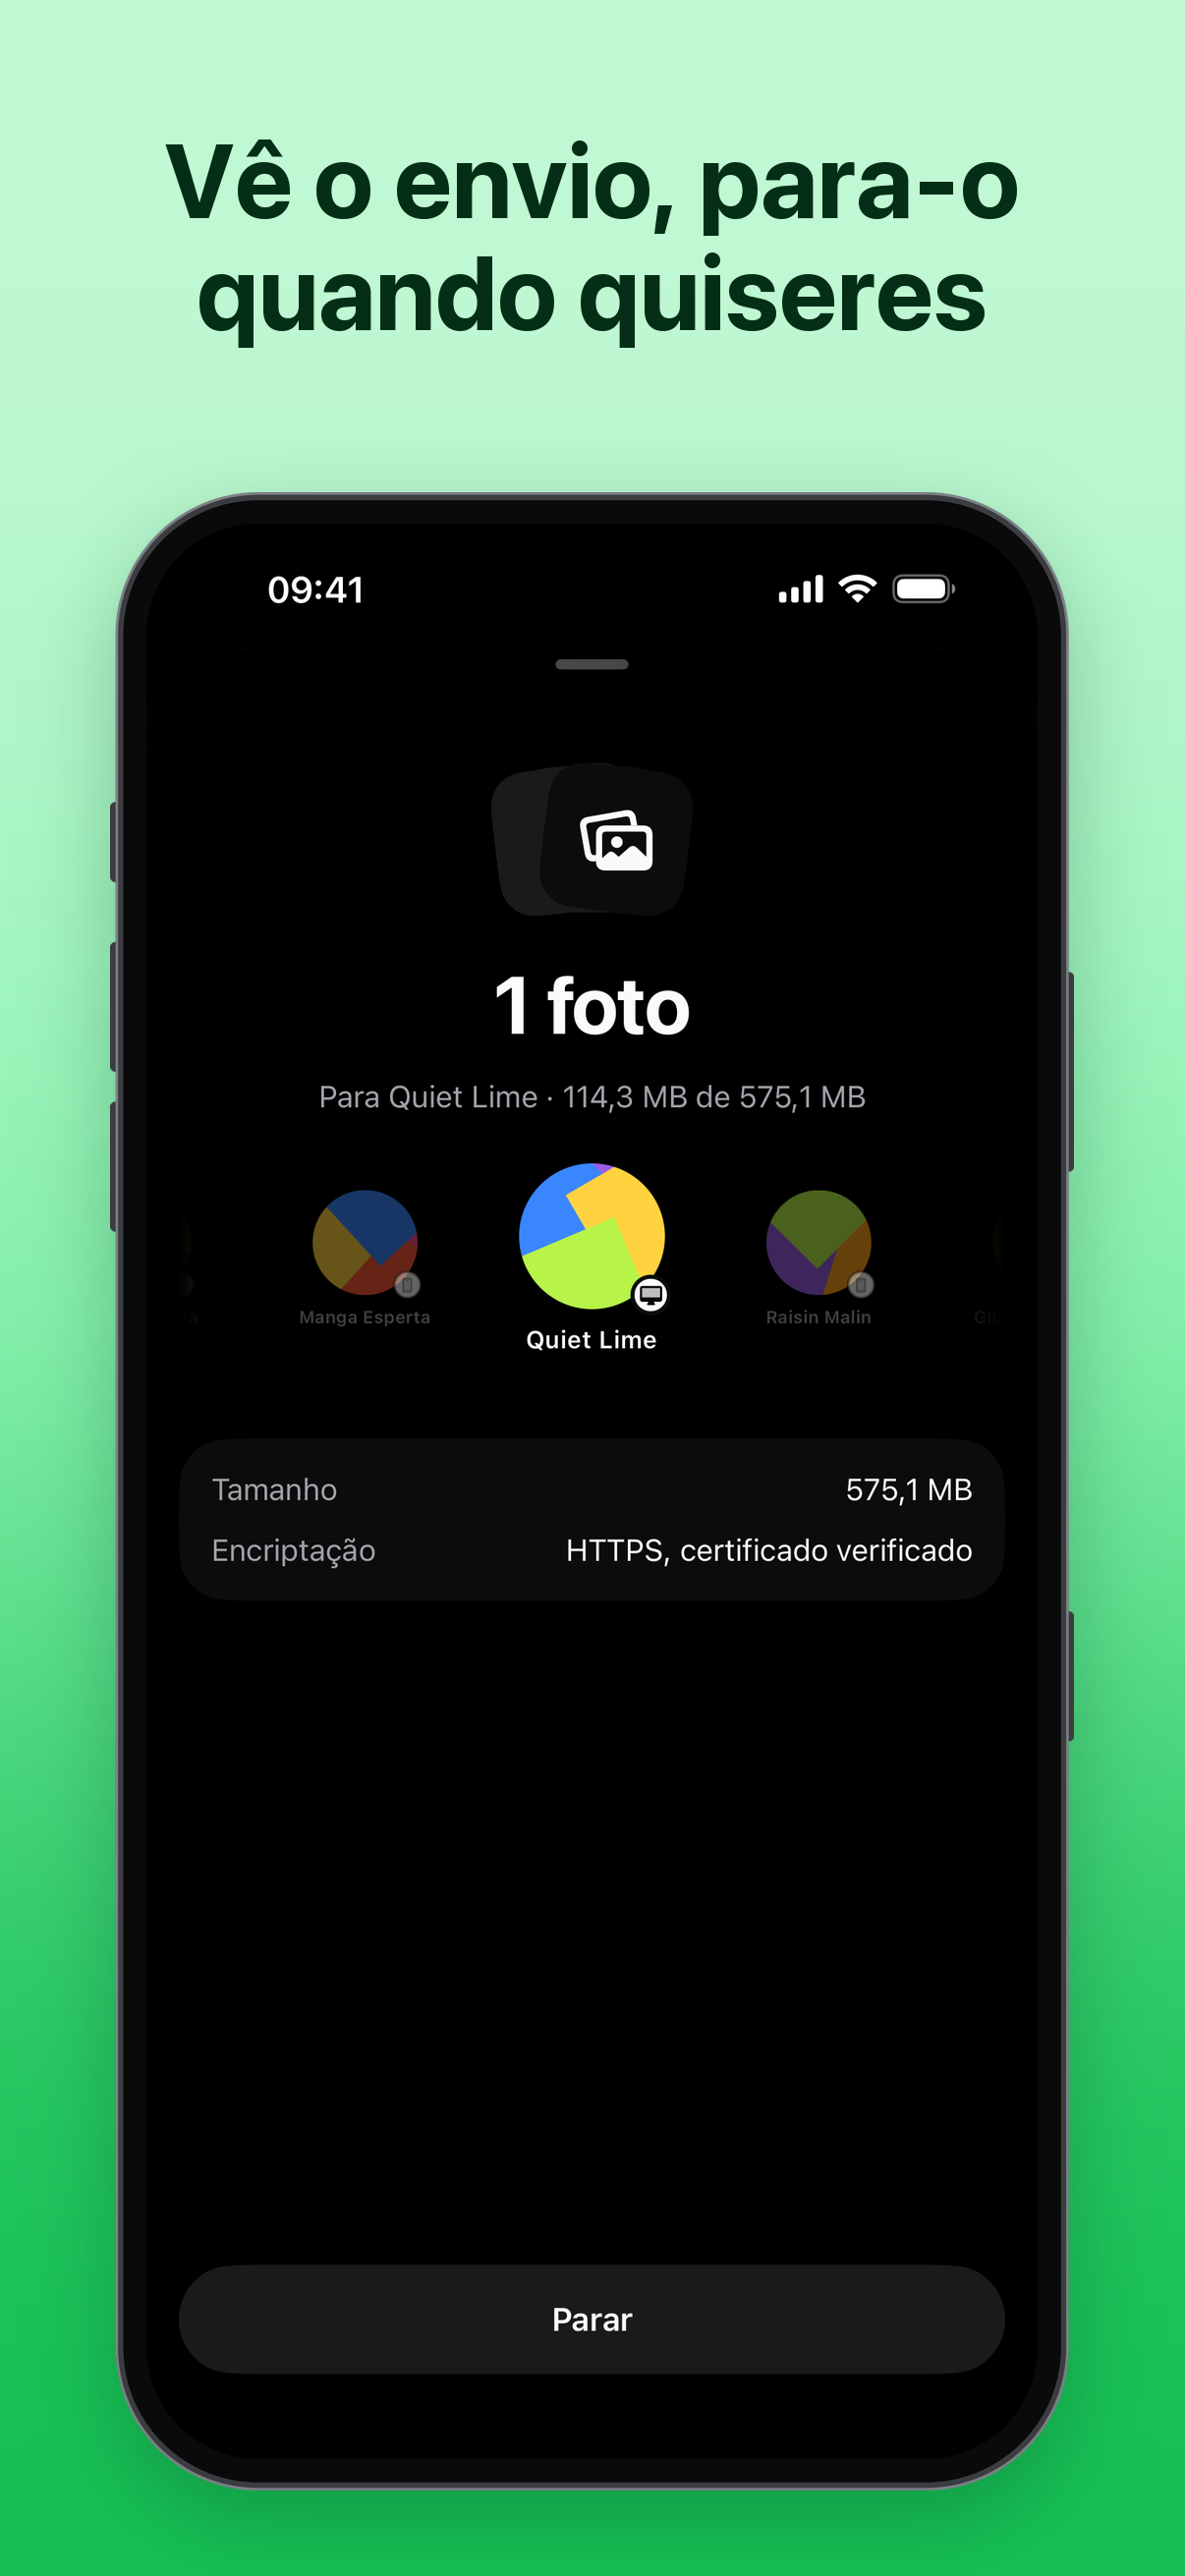 Vê o envio, para-o
quando quiseres
09:41
1 foto
Para Quiet Lime · 114,3 MB de 575,1 MB
Manga Esperta
Quiet Lime
Raisin Malin
Tamanho
575,1 MB
Encriptação
HTTPS, certificado verificado
Parar